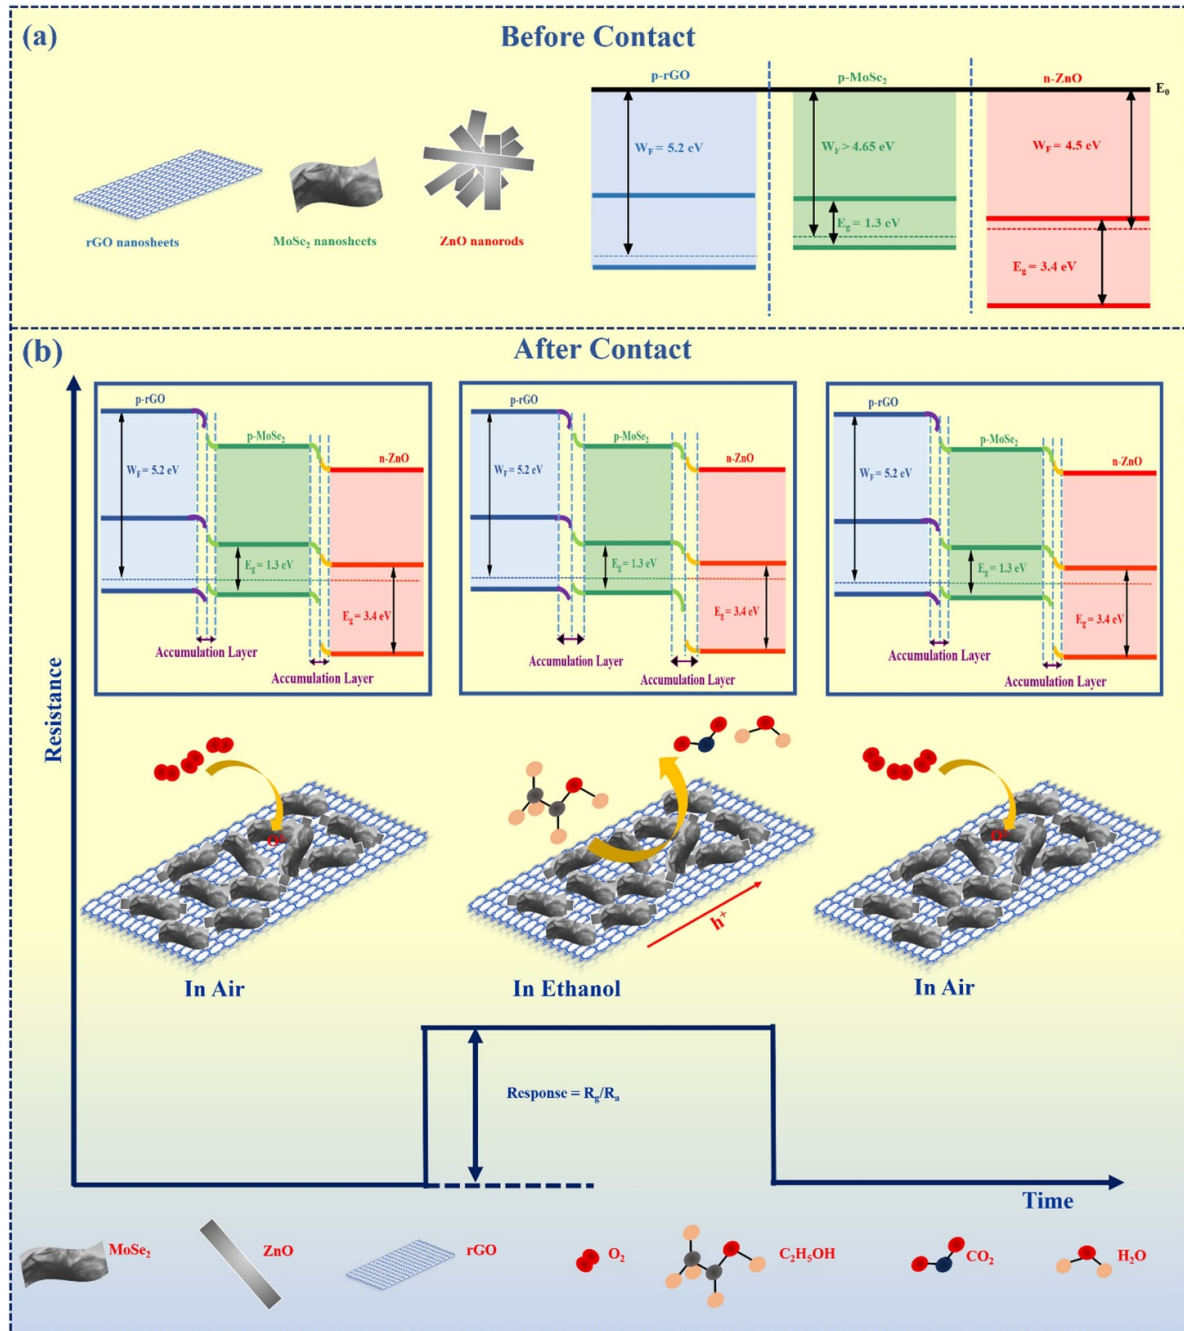 (a)
Before Contact
p-rGO
p-MoSe₂
n-ZnO
E₀
W_F = 5.2 eV
W_F > 4.65 eV
W_F = 4.5 eV
E_g = 1.3 eV
E_g = 3.4 eV
rGO nanosheets
MoSe₂ nanosheets
ZnO nanorods
(b)
After Contact
Resistance
p-rGO
p-MoSe₂
n-ZnO
W_F = 5.2 eV
E_g = 1.3 eV
E_g = 3.4 eV
Accumulation Layer
Accumulation Layer
p-rGO
p-MoSe₂
n-ZnO
W_F = 5.2 eV
E_g = 1.3 eV
E_g = 3.4 eV
Accumulation Layer
Accumulation Layer
p-rGO
p-MoSe₂
n-ZnO
W_F = 5.2 eV
E_g = 1.3 eV
E_g = 3.4 eV
Accumulation Layer
Accumulation Layer
h⁺
In Air
In Ethanol
In Air
Response = R_g/R_a
Time
MoSe₂
ZnO
rGO
O₂
C₂H₅OH
CO₂
H₂O